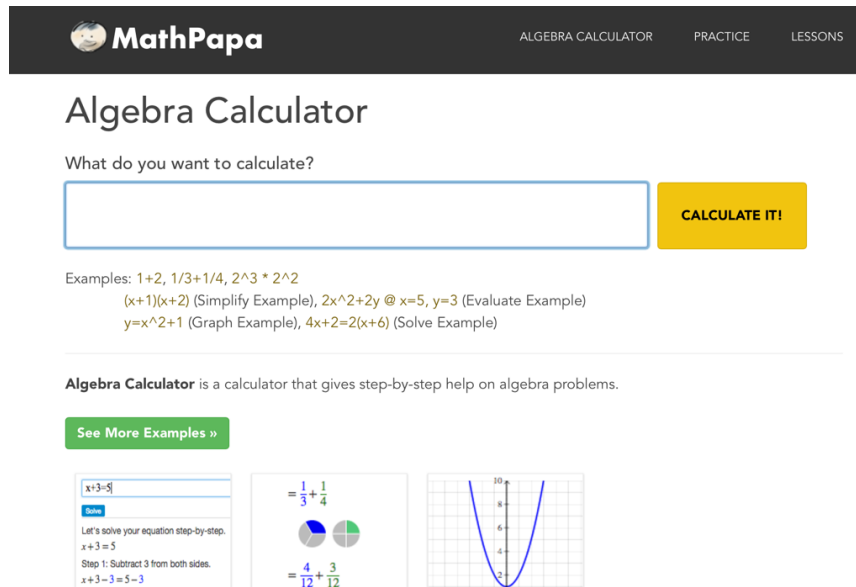 MathPapa
ALGEBRA CALCULATOR PRACTICE LESSONS
Algebra Calculator
What do you want to calculate?
CALCULATE IT!
Examples: 1+2, 1/3+1/4, 2^3 * 2^2
(x+1)(x+2) (Simplify Example), 2x^2+2y @ x=5, y=3 (Evaluate Example)
y=x^2+1 (Graph Example), 4x+2=2(x+6) (Solve Example)
Algebra Calculator is a calculator that gives step-by-step help on algebra problems.
See More Examples »
x+3=5
Solve
Let's solve your equation step-by-step.
x+3=5
Step 1: Subtract 3 from both sides.
x+3−3=5−3
= 1/3 + 1/4
= 4/12 + 3/12
10
8
6
4
2